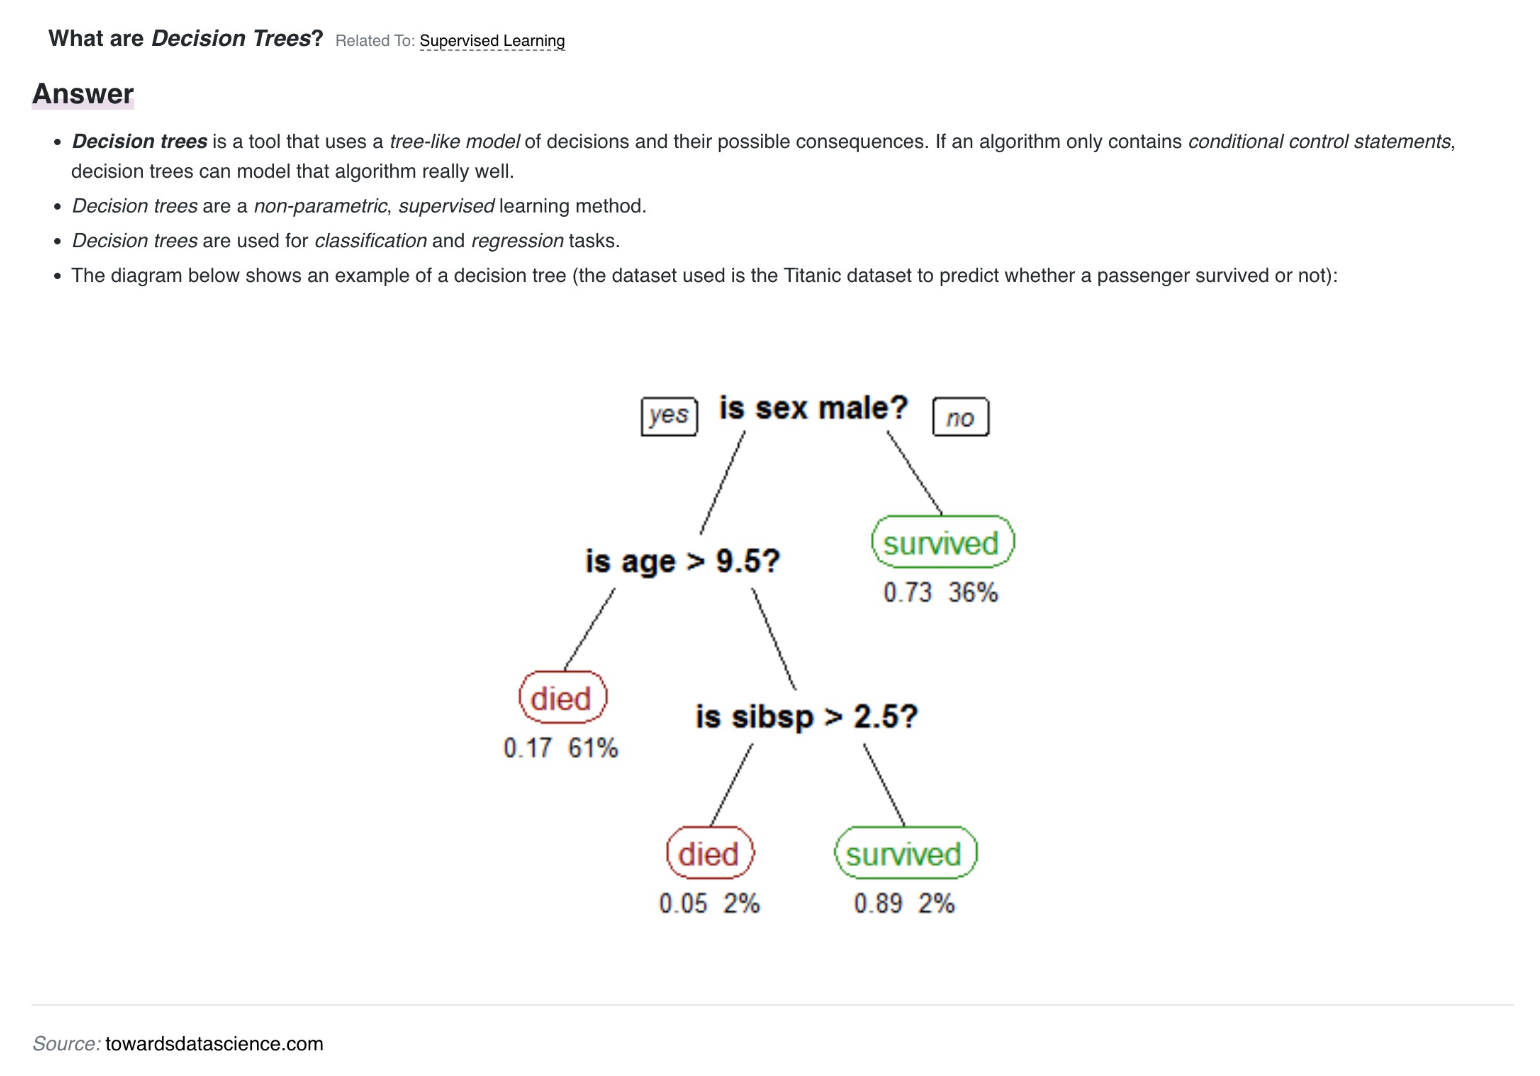 What are Decision Trees? Related To: Supervised Learning
Answer
• Decision trees is a tool that uses a tree-like model of decisions and their possible consequences. If an algorithm only contains conditional control statements,
decision trees can model that algorithm really well.
• Decision trees are a non-parametric, supervised learning method.
• Decision trees are used for classification and regression tasks.
• The diagram below shows an example of a decision tree (the dataset used is the Titanic dataset to predict whether a passenger survived or not):
yes is sex male? no
survived
is age > 9.5?
0.73 36%
died
is sibsp > 2.5?
0.17 61%
died survived
0.05 2% 0.89 2%
Source: towardsdatascience.com